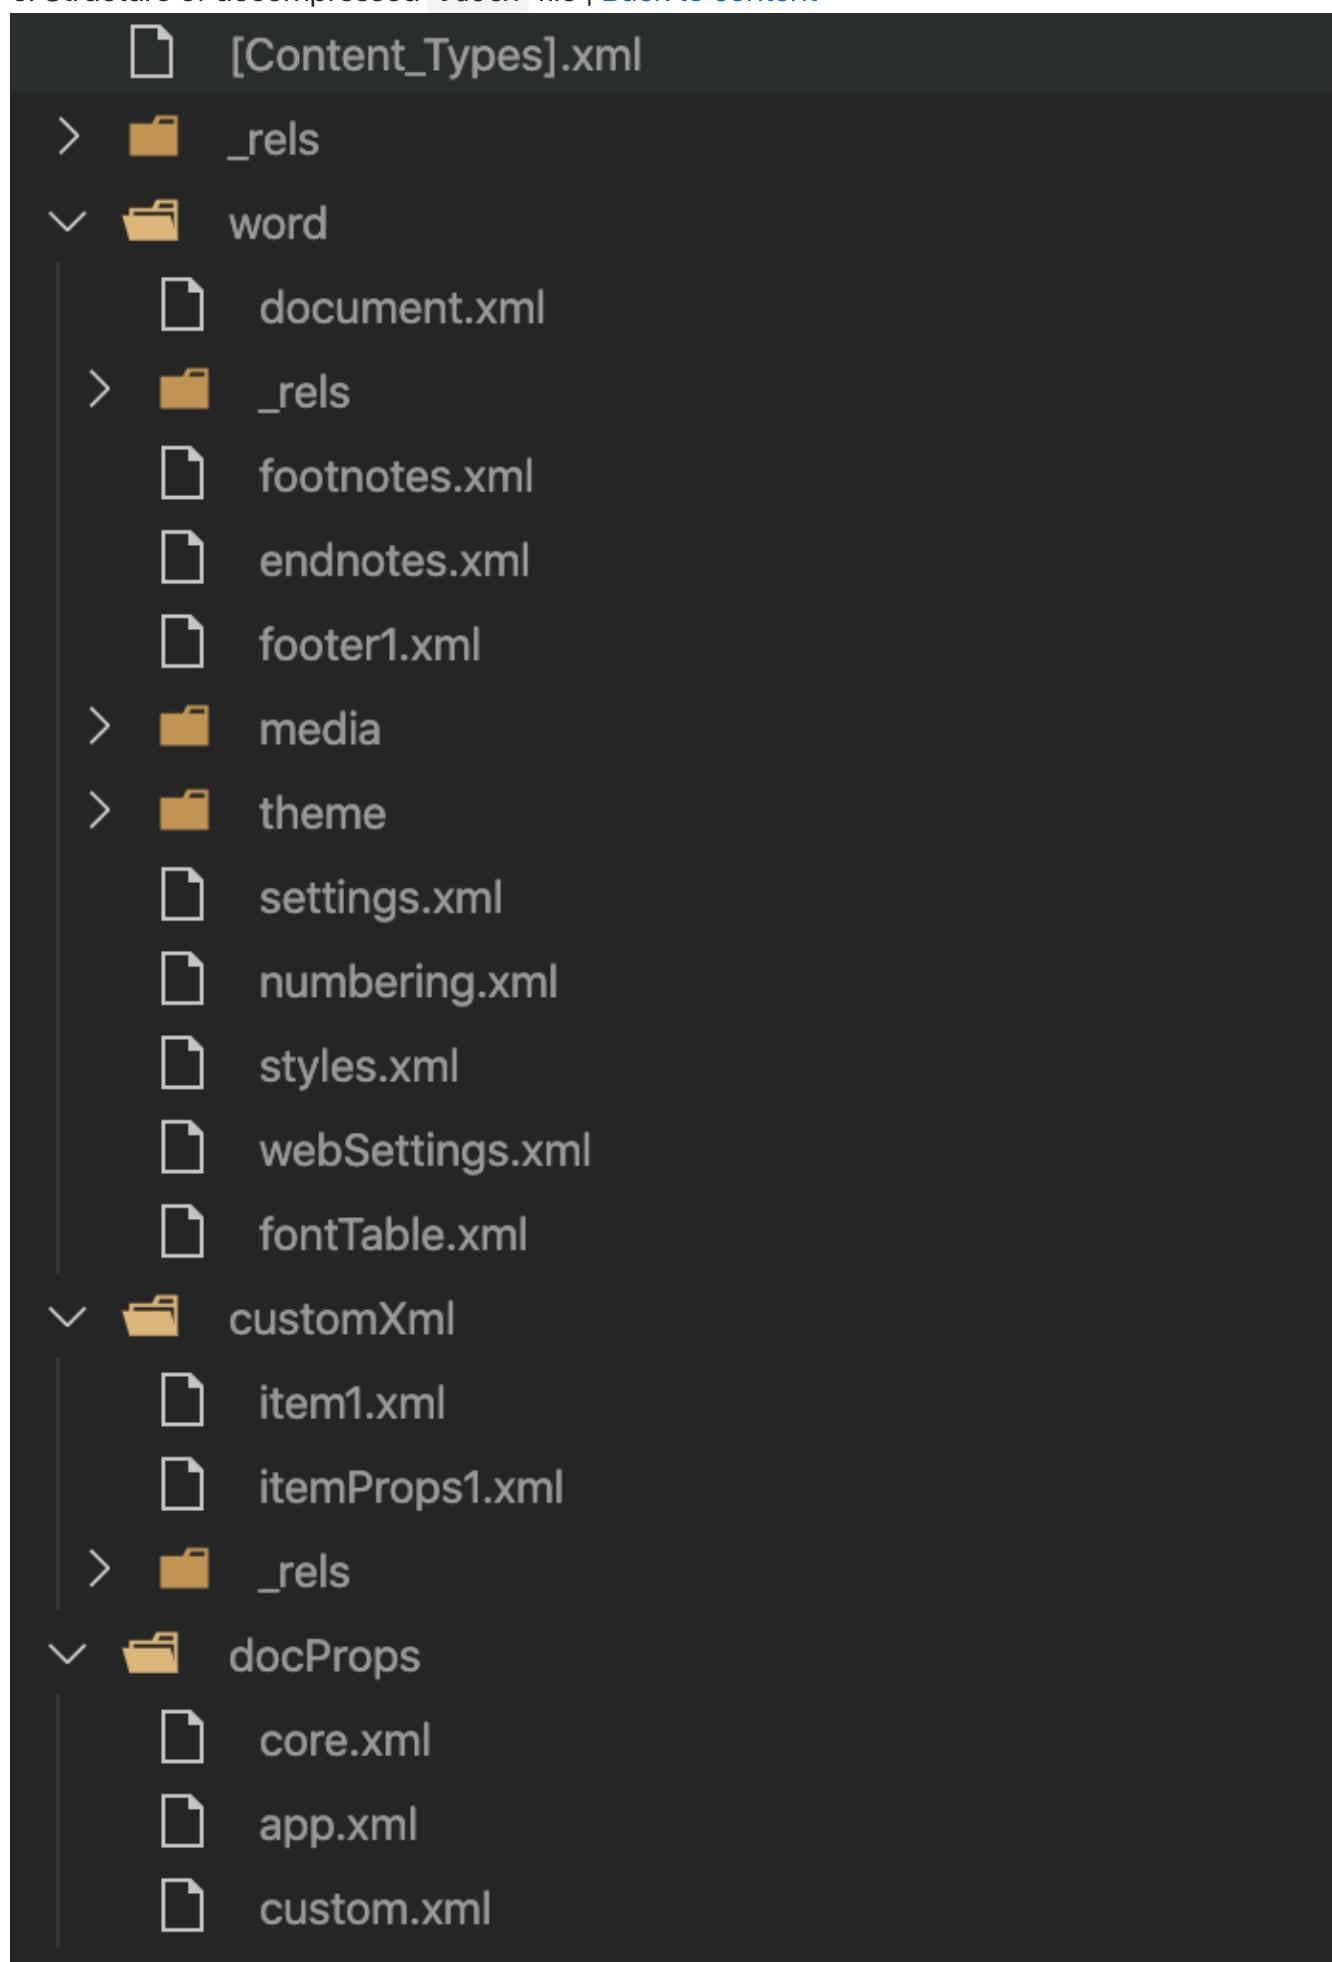 [Content_Types].xml
_rels
word
document.xml
_rels
footnotes.xml
endnotes.xml
footer1.xml
media
theme
settings.xml
numbering.xml
styles.xml
webSettings.xml
fontTable.xml
customXml
item1.xml
itemProps1.xml
_rels
docProps
core.xml
app.xml
custom.xml